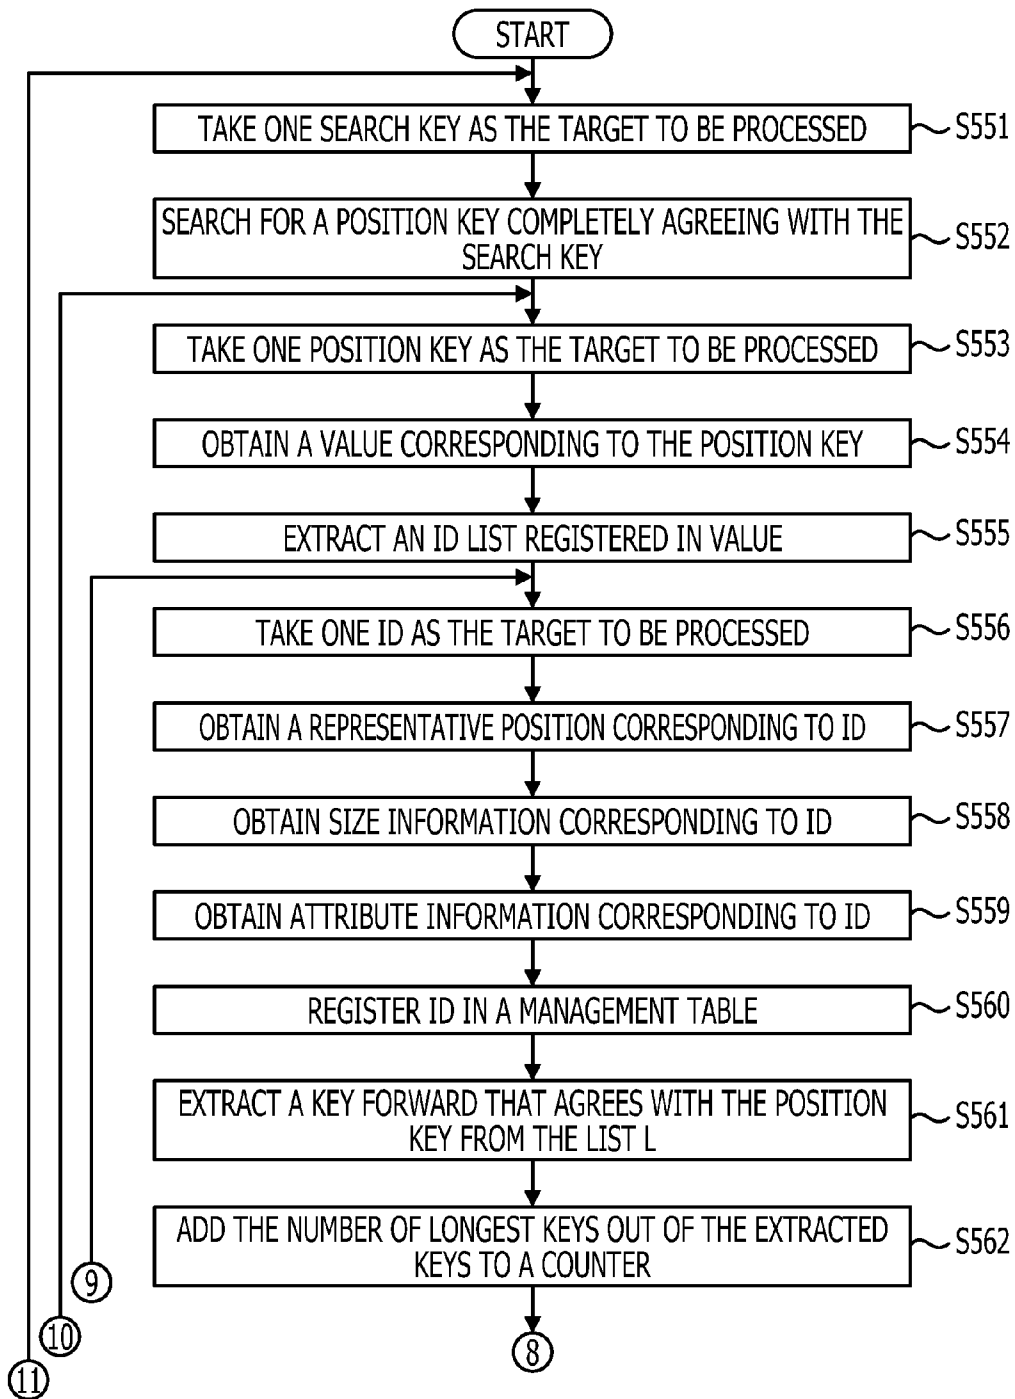 START
TAKE ONE SEARCH KEY AS THE TARGET TO BE PROCESSED
S551
SEARCH FOR A POSITION KEY COMPLETELY AGREEING WITH THE
SEARCH KEY
S552
TAKE ONE POSITION KEY AS THE TARGET TO BE PROCESSED
S553
OBTAIN A VALUE CORRESPONDING TO THE POSITION KEY
S554
EXTRACT AN ID LIST REGISTERED IN VALUE
S555
TAKE ONE ID AS THE TARGET TO BE PROCESSED
S556
OBTAIN A REPRESENTATIVE POSITION CORRESPONDING TO ID
S557
OBTAIN SIZE INFORMATION CORRESPONDING TO ID
S558
OBTAIN ATTRIBUTE INFORMATION CORRESPONDING TO ID
S559
REGISTER ID IN A MANAGEMENT TABLE
S560
EXTRACT A KEY FORWARD THAT AGREES WITH THE POSITION
KEY FROM THE LIST L
S561
ADD THE NUMBER OF LONGEST KEYS OUT OF THE EXTRACTED
KEYS TO A COUNTER
S562
9
10
8
11